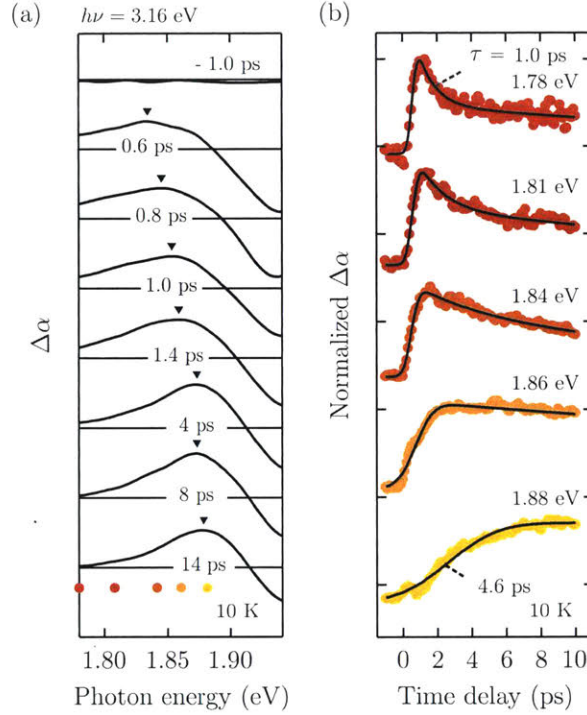 (a)
hν = 3.16 eV
- 1.0 ps
0.6 ps
0.8 ps
1.0 ps
1.4 ps
4 ps
8 ps
14 ps
10 K
Δα
1.80 1.85 1.90
Photon energy (eV)
(b)
τ = 1.0 ps
1.78 eV
1.81 eV
1.84 eV
1.86 eV
1.88 eV
4.6 ps
10 K
Normalized Δα
0 2 4 6 8 10
Time delay (ps)